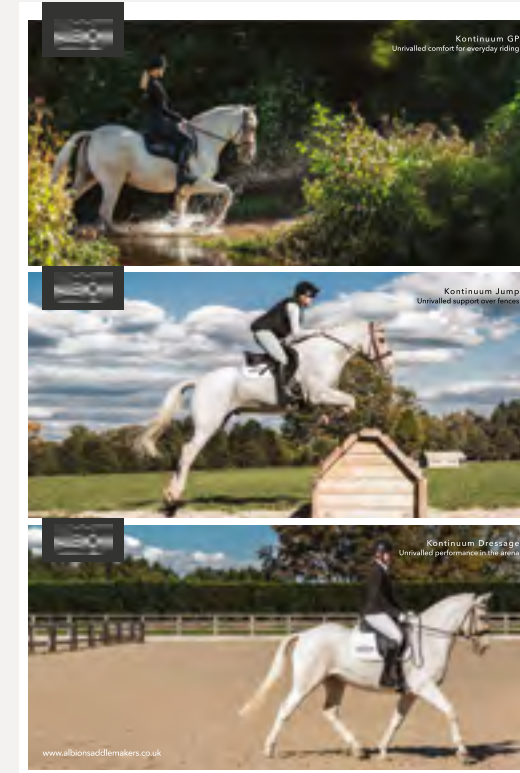 Kontinuum GP
Unrivalled comfort for everyday riding
Kontinuum Jump
Unrivalled support over fences
Kontinuum Dressage
Unrivalled performance in the arena
www.albionsaddlemakers.co.uk